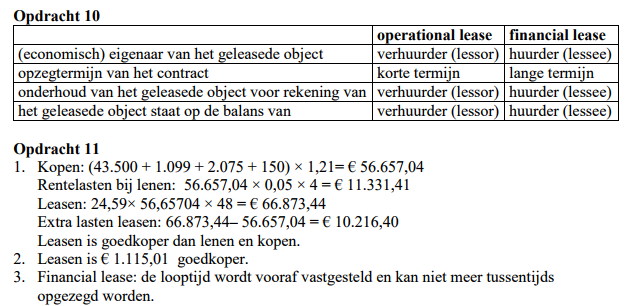 Opdracht 10
operational lease financial lease
(economisch) eigenaar van het geleasede object verhuurder (lessor) huurder (lessee)
opzegtermijn van het contract korte termijn lange termijn
onderhoud van het geleasede object voor rekening van verhuurder (lessor) huurder (lessee)
het geleasede object staat op de balans van verhuurder (lessor) huurder (lessee)
Opdracht 11
1. Kopen: (43.500 + 1.099 + 2.075 + 150) × 1,21= € 56.657,04
Rentelasten bij lenen: 56.657,04 × 0,05 × 4 = € 11.331,41
Leasen: 24,59× 56,65704 × 48 = € 66.873,44
Extra lasten leasen: 66.873,44– 56.657,04 = € 10.216,40
Leasen is goedkoper dan lenen en kopen.
2. Leasen is € 1.115,01 goedkoper.
3. Financial lease: de looptijd wordt vooraf vastgesteld en kan niet meer tussentijds
opgezegd worden.